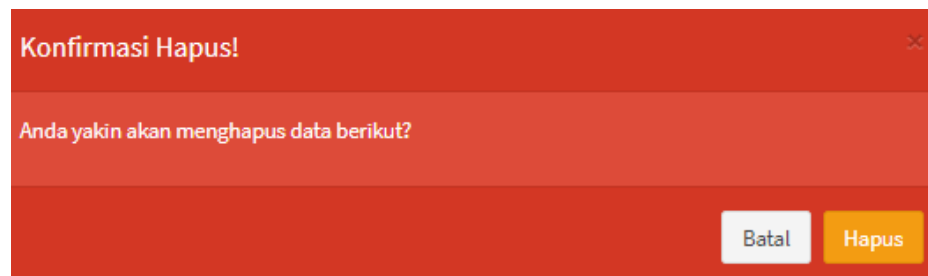 Konfirmasi Hapus!
×
Anda yakin akan menghapus data berikut?
Batal
Hapus